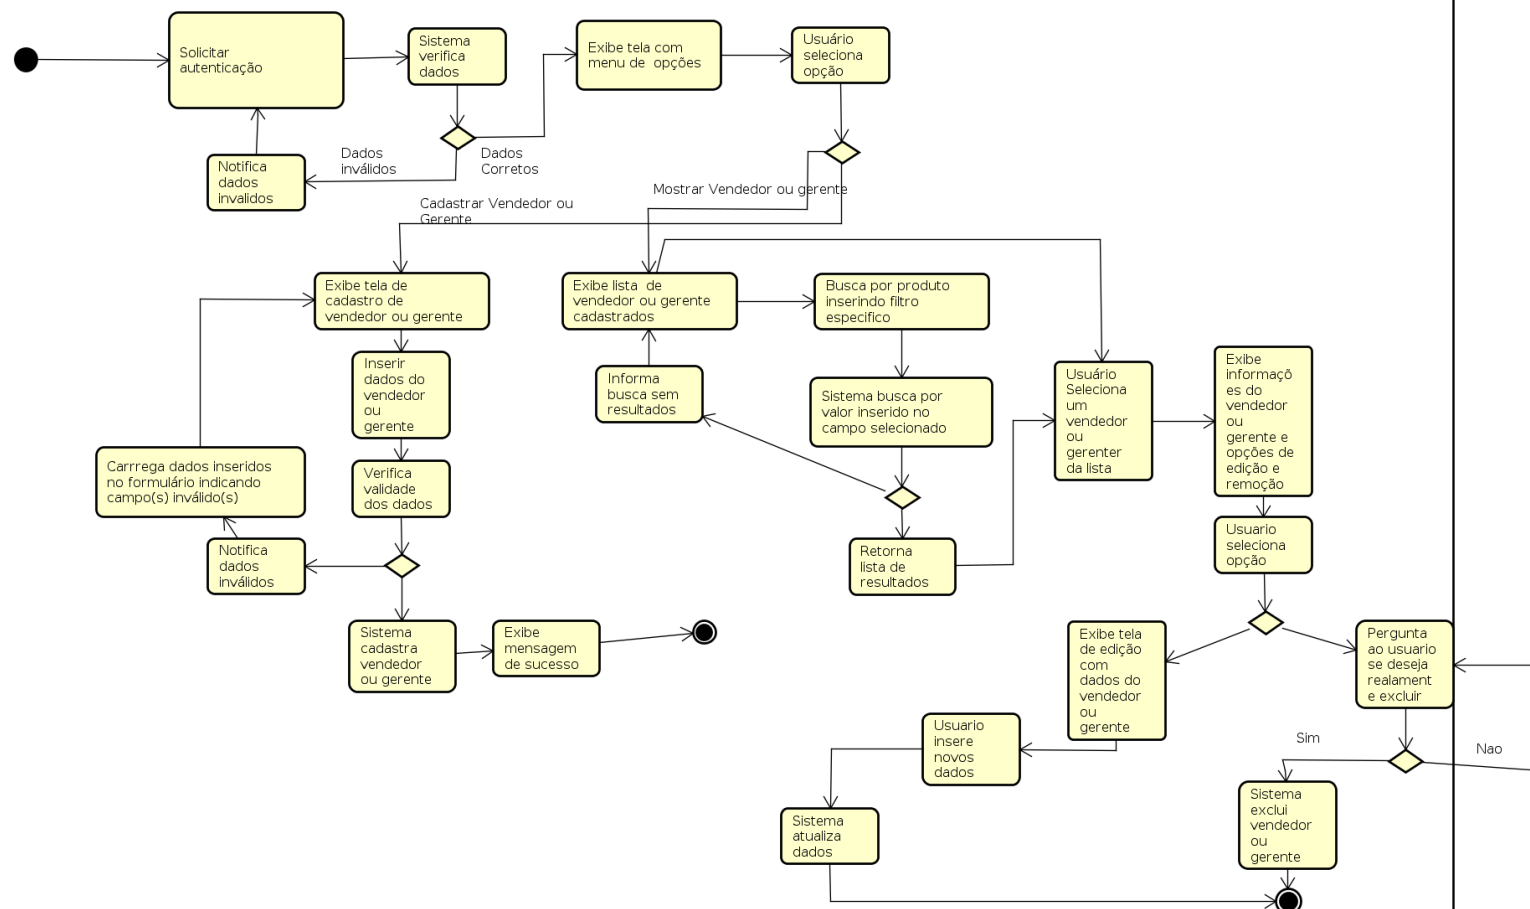 Solicitar
autenticação
Sistema
verifica
dados
Exibe tela com
menu de  opções
Usuário
seleciona
opção
Dados
inválidos
Dados
Corretos
Notifica
dados
invalidos
Mostrar Vendedor ou gerente
Cadastrar Vendedor ou
Gerente
Exibe tela de
cadastro de
vendedor ou gerente
Exibe lista  de
vendedor ou gerente
cadastrados
Busca por produto
inserindo filtro
especifico
Inserir
dados do
vendedor
ou
gerente
Informa
busca sem
resultados
Sistema busca por
valor inserido no
campo selecionado
Usuário
Seleciona
um
vendedor
ou
gerenter
da lista
Exibe
informaçõ
es do
vendedor
ou
gerente e
opções de
edição e
remoção
Carrrega dados inseridos
no formulário indicando
campo(s) inválido(s)
Verifica
validade
dos dados
Notifica
dados
inválidos
Retorna
lista de
resultados
Usuario
seleciona
opção
Sistema
cadastra
vendedor
ou gerente
Exibe
mensagem
de sucesso
Exibe tela
de edição
com
dados do
vendedor
ou
gerente
Pergunta
ao usuario
se deseja
realament
e excluir
Usuario
insere
novos
dados
Sim
Nao
Sistema
atualiza
dados
Sistema
exclui
vendedor
ou
gerente